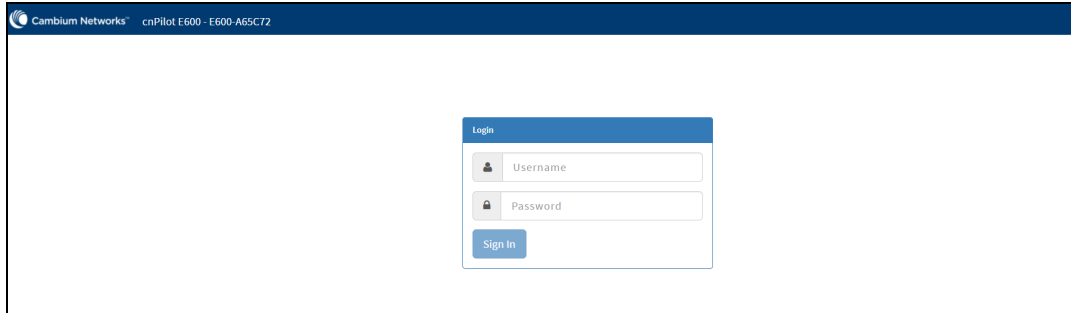 Cambium Networks™ cnPilot E600 - E600-A65C72
Login
Username
Password
Sign In